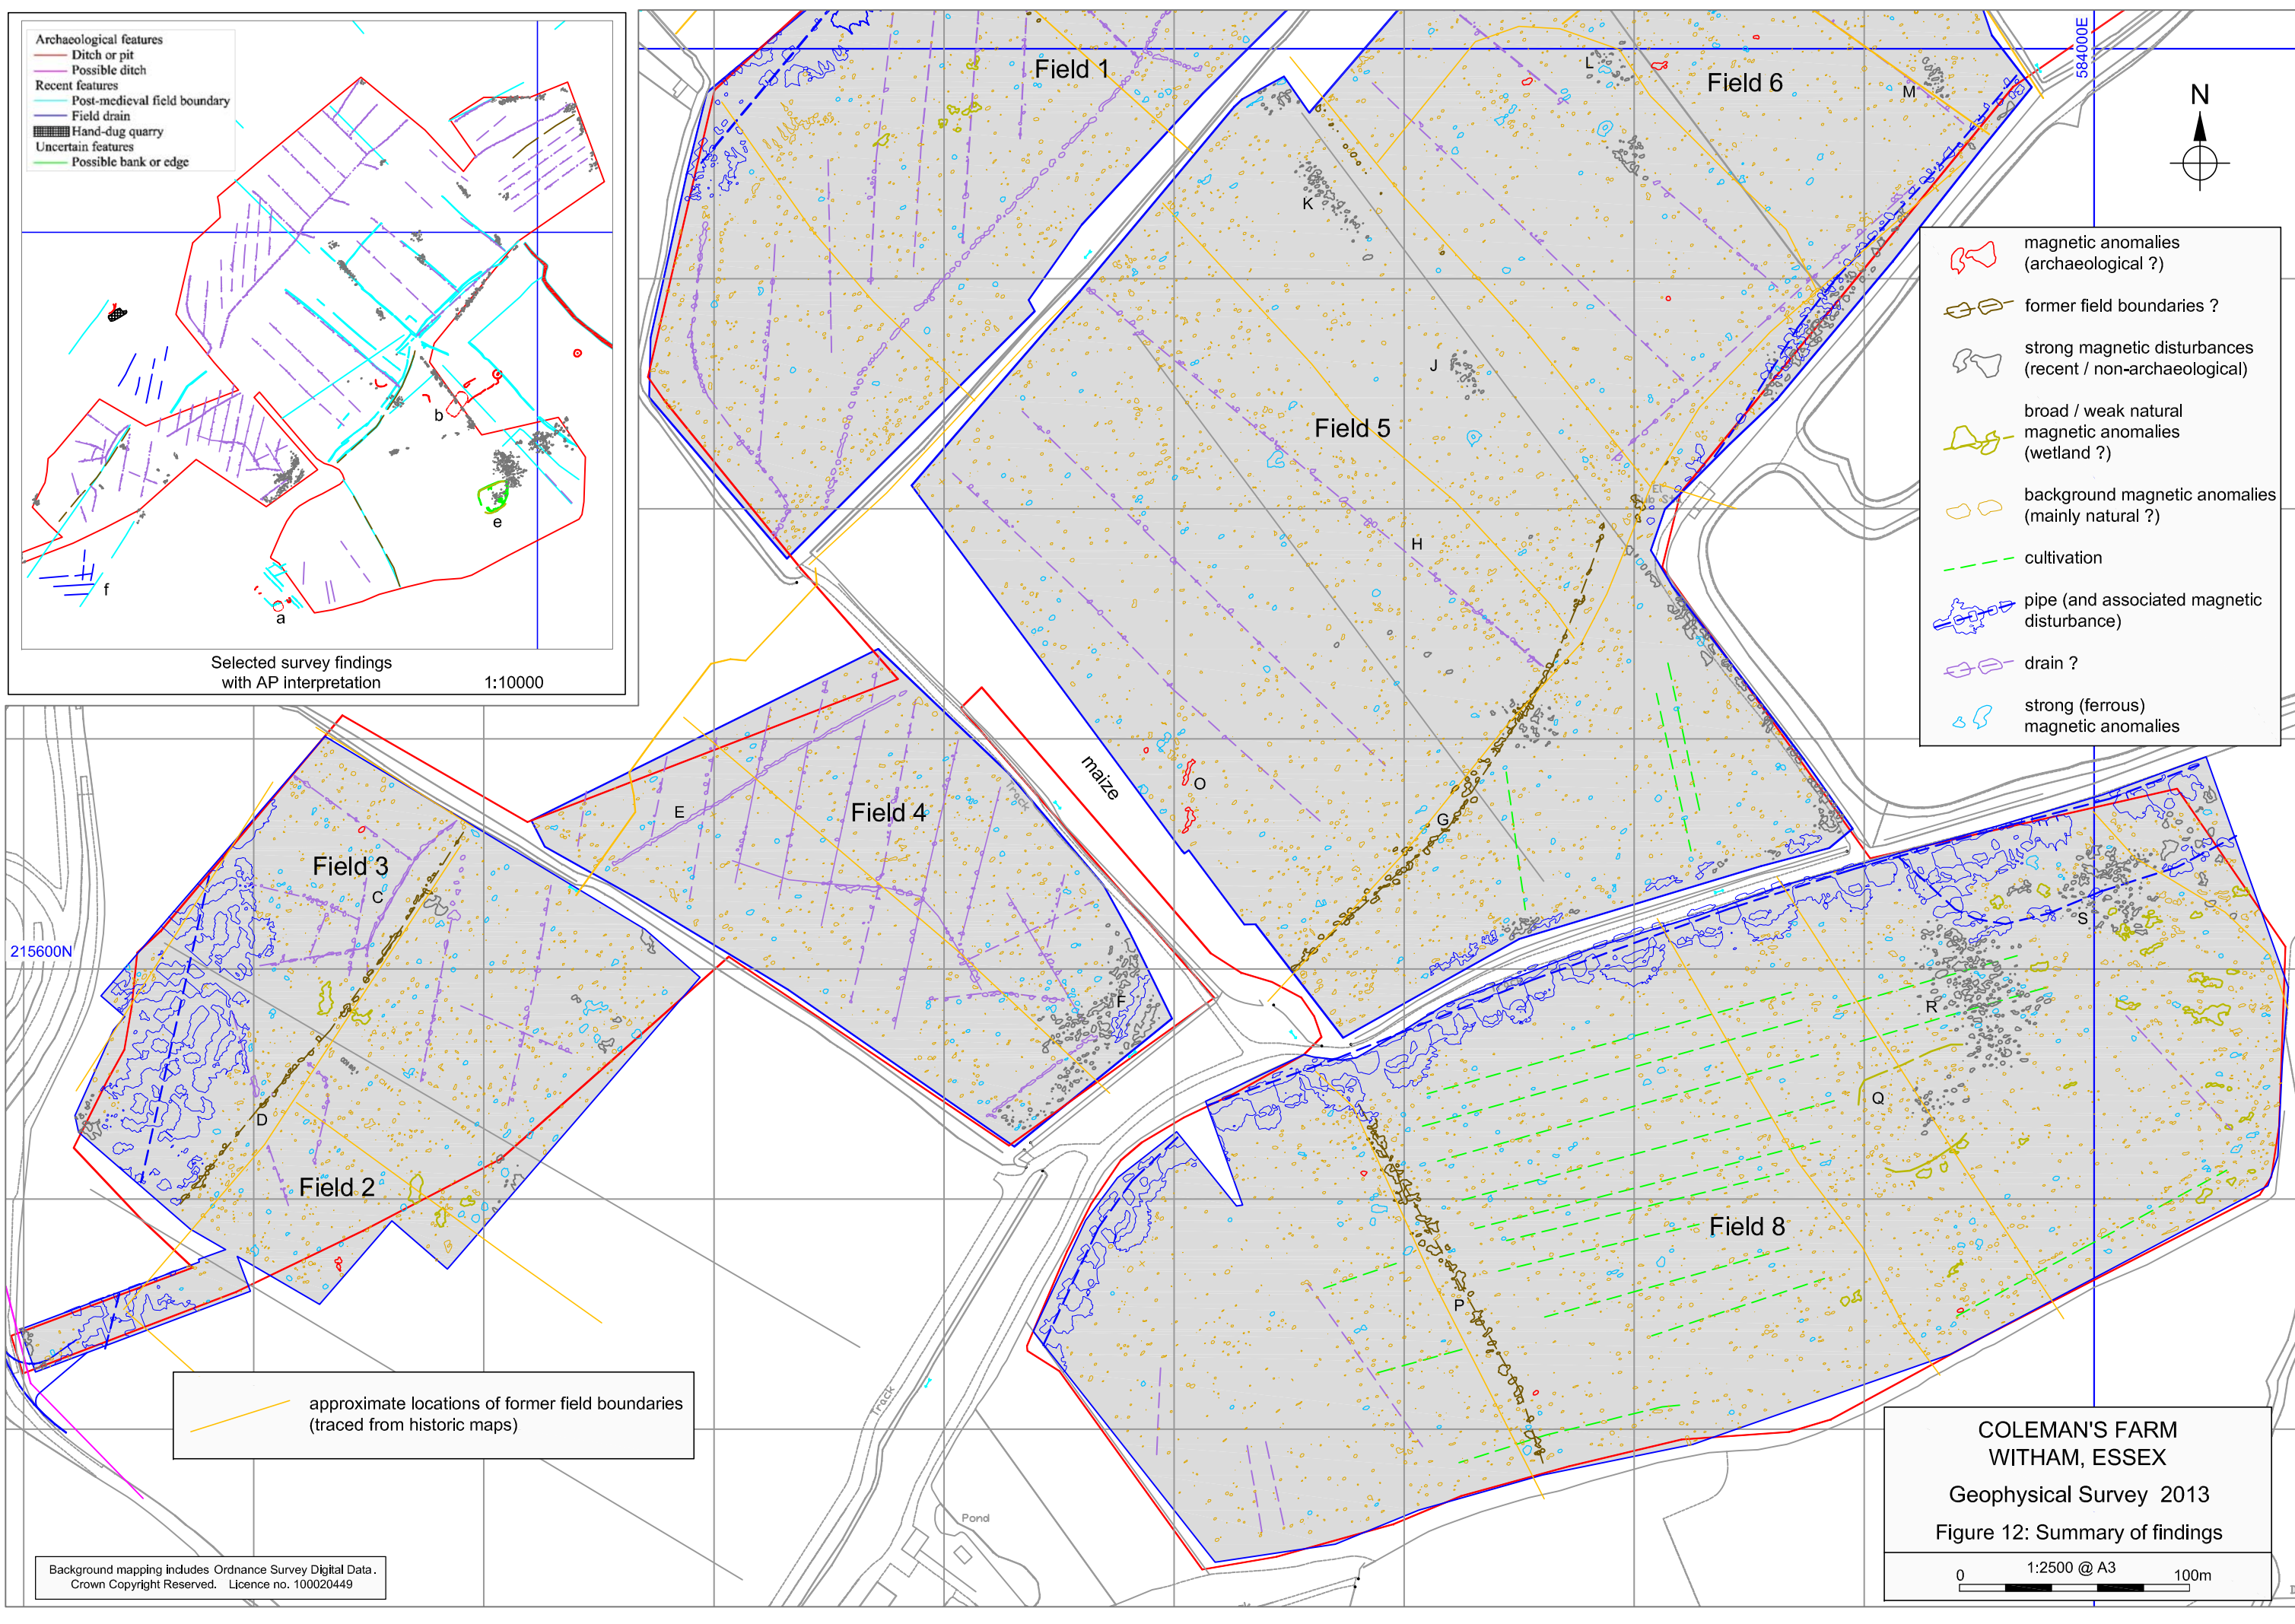 Archaeological features
Ditch or pit
Possible ditch
Recent features
Post-medieval field boundary
Field drain
Hand-dug quarry
Uncertain features
Possible bank or edge
b
e
f
a
Selected survey findings
with AP interpretation 1:10000
Field 1
Field 6
L
M
K
584000E
N
J
Field 5
H
El
Sub Sta
magnetic anomalies
(archaeological ?)
former field boundaries ?
strong magnetic disturbances
(recent / non-archaeological)
broad / weak natural
magnetic anomalies
(wetland ?)
background magnetic anomalies
(mainly natural ?)
cultivation
pipe (and associated magnetic
disturbance)
drain ?
strong (ferrous)
magnetic anomalies
maize
Track
O
G
E
Field 4
Field 3
C
215600N
F
D
Field 2
S
R
Q
Field 8
P
Track
Pond
approximate locations of former field boundaries
(traced from historic maps)
Background mapping includes Ordnance Survey Digital Data.
Crown Copyright Reserved. Licence no. 100020449
COLEMAN'S FARM
WITHAM, ESSEX
Geophysical Survey 2013
Figure 12: Summary of findings
1:2500 @ A3
0 100m